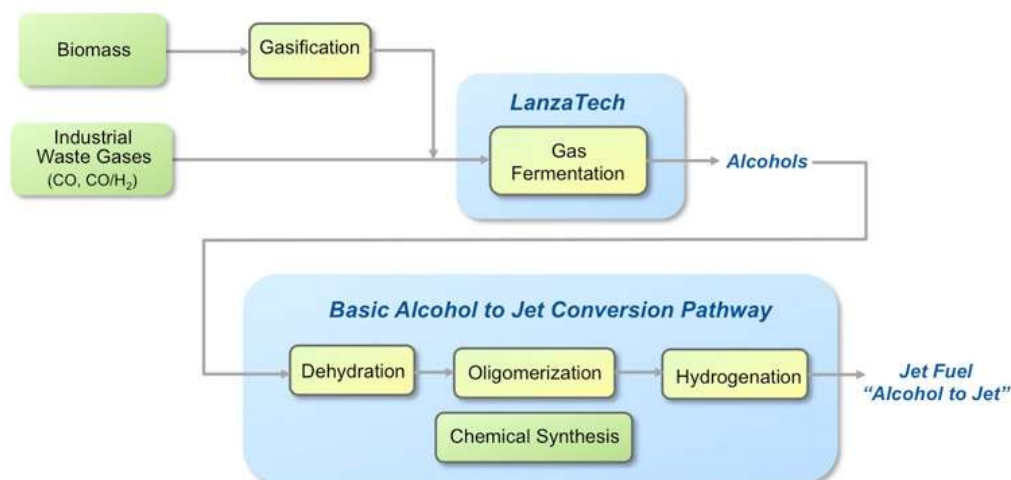 Biomass
Gasification
Industrial
Waste Gases
(CO, CO/H₂)
LanzaTech
Gas
Fermentation
Alcohols
Basic Alcohol to Jet Conversion Pathway
Dehydration
Oligomerization
Hydrogenation
Jet Fuel
“Alcohol to Jet”
Chemical Synthesis